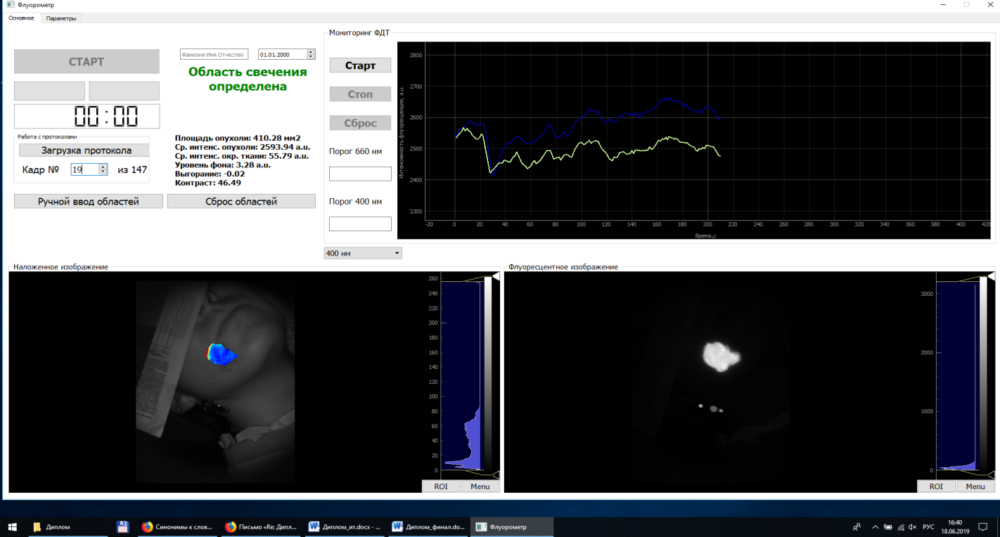 Флуорометр
Основное
Параметры
СТАРТ
Фамилия Имя Отчество
01.01.2000
Область свечения
определена
00:00
Работа с протоколами
Загрузка протокола
Кадр №
19
из 147
Площадь опухоли: 410.28 мм2
Ср. интенс. опухоли: 2593.94 a.u.
Ср. интенс. окр. ткани: 55.79 a.u.
Уровень фона: 3.28 a.u.
Выгорание: -0.02
Контраст: 46.49
Ручной ввод областей
Сброс областей
Мониторинг ФДТ
Старт
Стоп
Сброс
Порог 660 нм
Порог 400 нм
400 нм
Интенсивность флуоресценции, a.u.
2800
2700
2600
2500
2400
2300
-20 0 20 40 60 80 100 120 140 160 180 200 220 240 260 280 300 320 340 360 380 400 420
Время,с
Наложенное изображение
260
240
220
200
180
160
140
120
100
80
60
40
20
0
ROI
Menu
Флуоресцентное изображение
3000
2000
1000
0
ROI
Menu
Диплом
Синонимы к слов...
Письмо «Re: Дипл...
Диплом_ит.docx - ...
Диплом_финал.do...
Флуорометр
РУС
16:40
18.06.2019